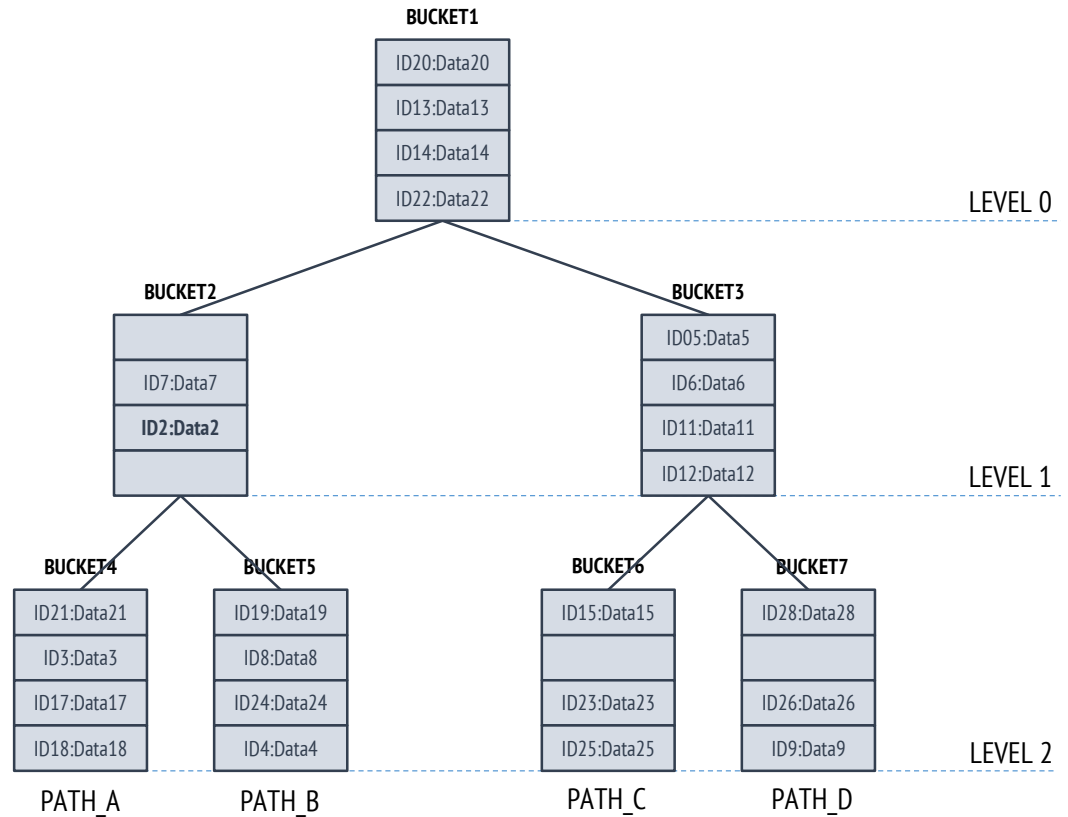 BUCKET1
ID20:Data20
ID13:Data13
ID14:Data14
ID22:Data22
LEVEL 0
BUCKET2
ID7:Data7
ID2:Data2
BUCKET3
ID05:Data5
ID6:Data6
ID11:Data11
ID12:Data12
LEVEL 1
BUCKET4
ID21:Data21
ID3:Data3
ID17:Data17
ID18:Data18
BUCKET5
ID19:Data19
ID8:Data8
ID24:Data24
ID4:Data4
BUCKET6
ID15:Data15
ID23:Data23
ID25:Data25
BUCKET7
ID28:Data28
ID26:Data26
ID9:Data9
LEVEL 2
PATH_A
PATH_B
PATH_C
PATH_D